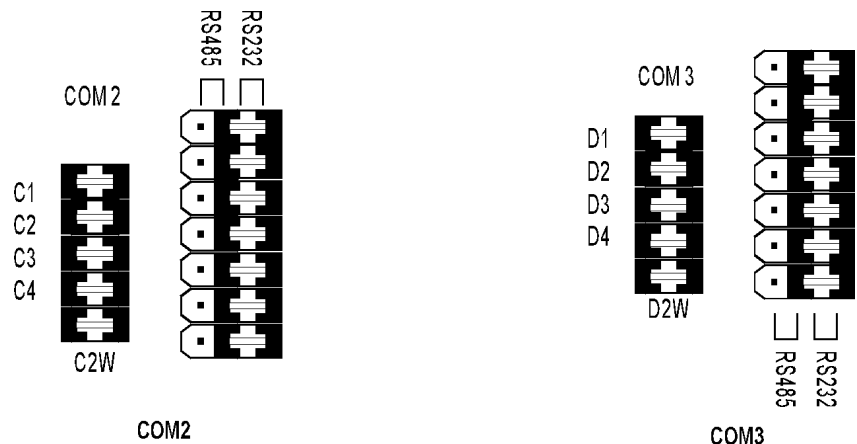 RS485
RS232
COM 2
C1
C2
C3
C4
C2W
COM2
COM 3
D1
D2
D3
D4
D2W
RS485
RS232
COM3